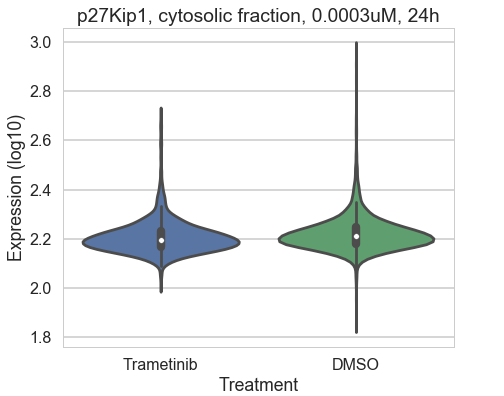 p27Kip1, cytosolic fraction, 0.0003uM, 24h
3.0
2.8
2.6
2.4
2.2
2.0
1.8
Expression (log10)
Trametinib
DMSO
Treatment